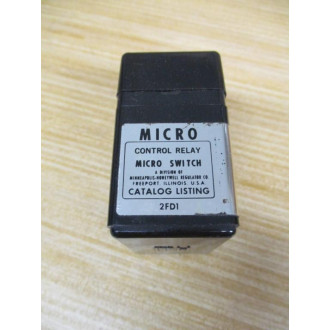 MICRO
CONTROL RELAY
MICRO SWITCH
A DIVISION OF
MINNEAPOLIS-HONEYWELL REGULATOR CO.
FREEPORT, ILLINOIS U.S.A.
CATALOG LISTING
2FD1